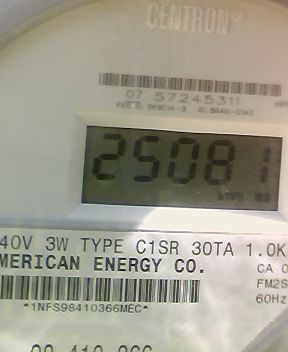 CENTRON®
07 57245311
25081
kWh
40V 3W TYPE C1SR 30TA 1.0K
MERICAN ENERGY CO.
CA 0
FM2S
60Hz
*1NFS98410366MEC*